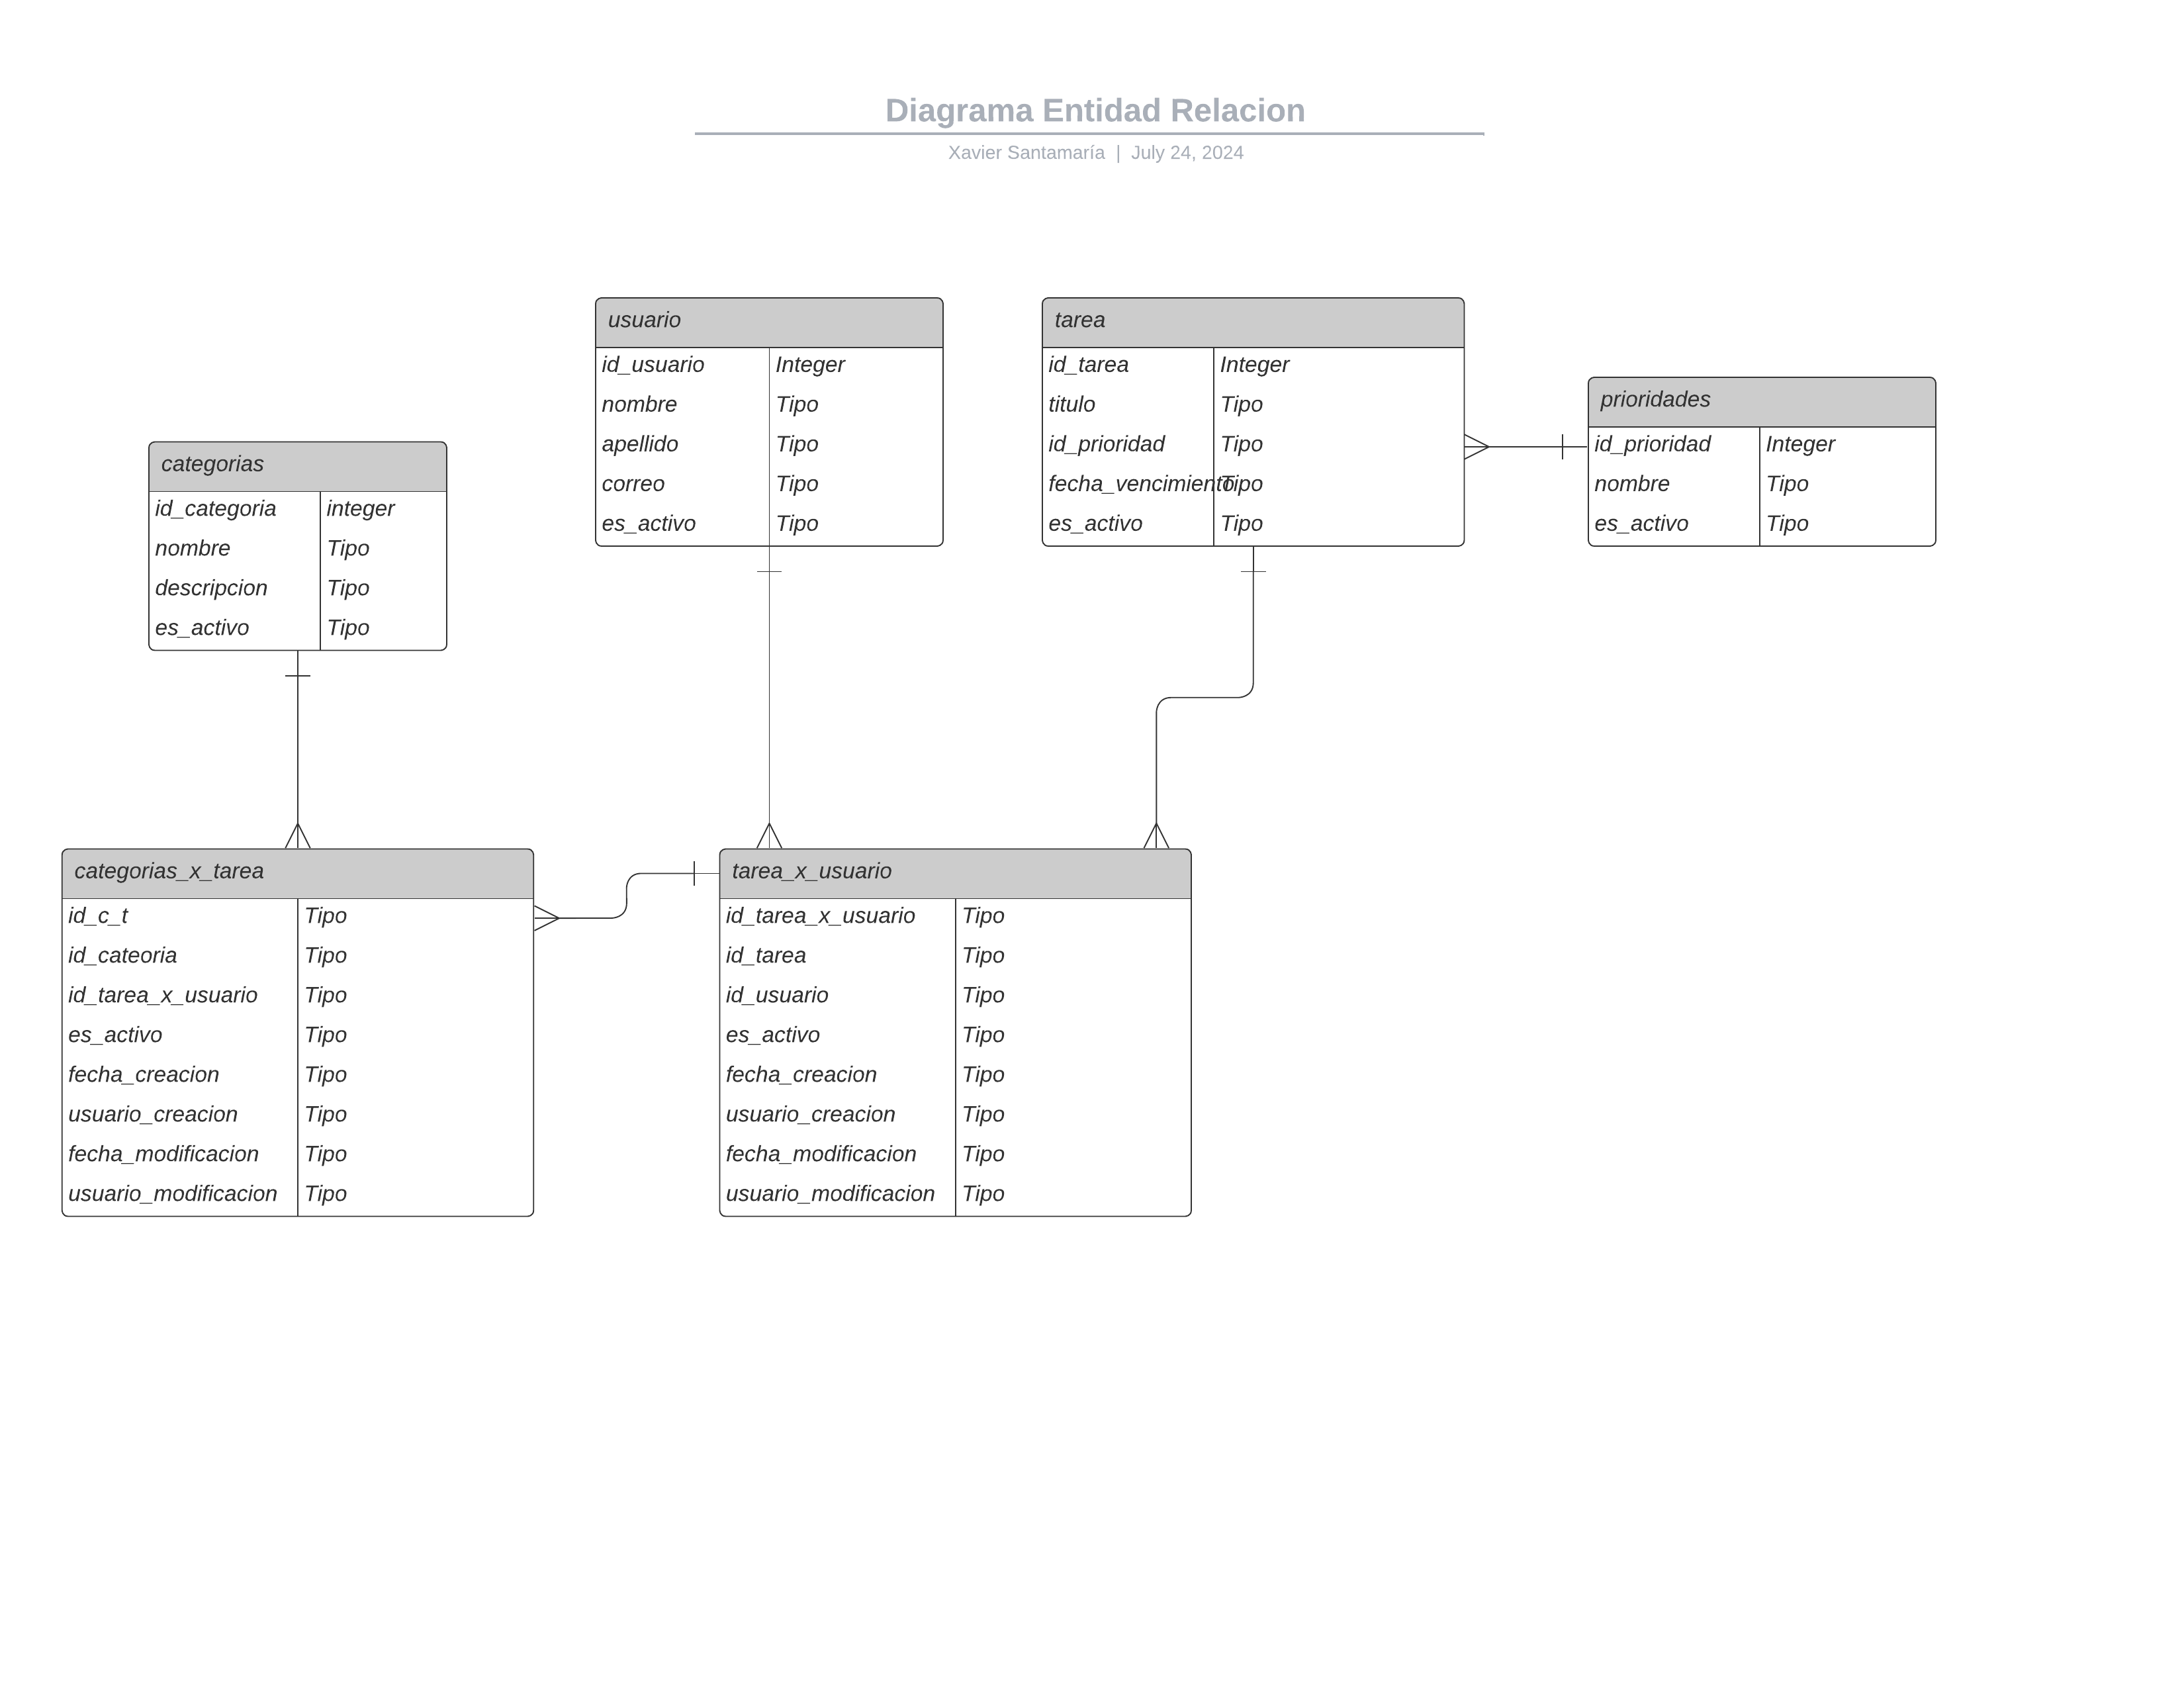 Diagrama Entidad Relacion
Xavier Santamaría | July 24, 2024
usuario
id_usuario Integer
nombre Tipo
apellido Tipo
correo Tipo
es_activo Tipo
tarea
id_tarea Integer
titulo Tipo
id_prioridad Tipo
fecha_vencimiento Tipo
es_activo Tipo
prioridades
id_prioridad Integer
nombre Tipo
es_activo Tipo
categorias
id_categoria integer
nombre Tipo
descripcion Tipo
es_activo Tipo
categorias_x_tarea
id_c_t Tipo
id_cateoria Tipo
id_tarea_x_usuario Tipo
es_activo Tipo
fecha_creacion Tipo
usuario_creacion Tipo
fecha_modificacion Tipo
usuario_modificacion Tipo
tarea_x_usuario
id_tarea_x_usuario Tipo
id_tarea Tipo
id_usuario Tipo
es_activo Tipo
fecha_creacion Tipo
usuario_creacion Tipo
fecha_modificacion Tipo
usuario_modificacion Tipo